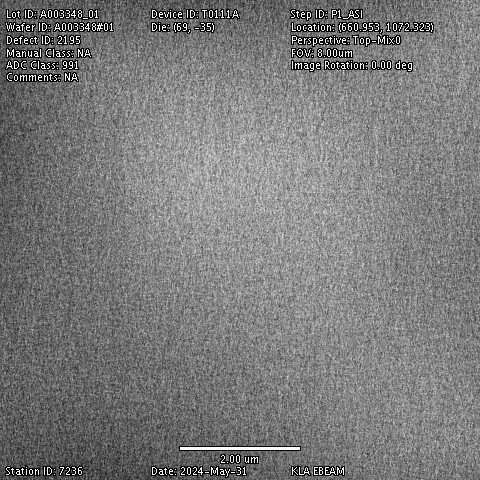 Lot ID: A003348_01
Device ID: T0111A
Step ID: P1_ASI
Wafer ID: A003348#01
Die: (69, -35)
Location: (660.953, 1072.323)
Defect ID: 2195
Perspective: Top-Mix0
Manual Class: NA
FOV: 8.00um
ADC Class: 991
Image Rotation: 0.00 deg
Comments: NA
2.00 um
Station ID: 7236
Date: 2024-May-31
KLA EBEAM